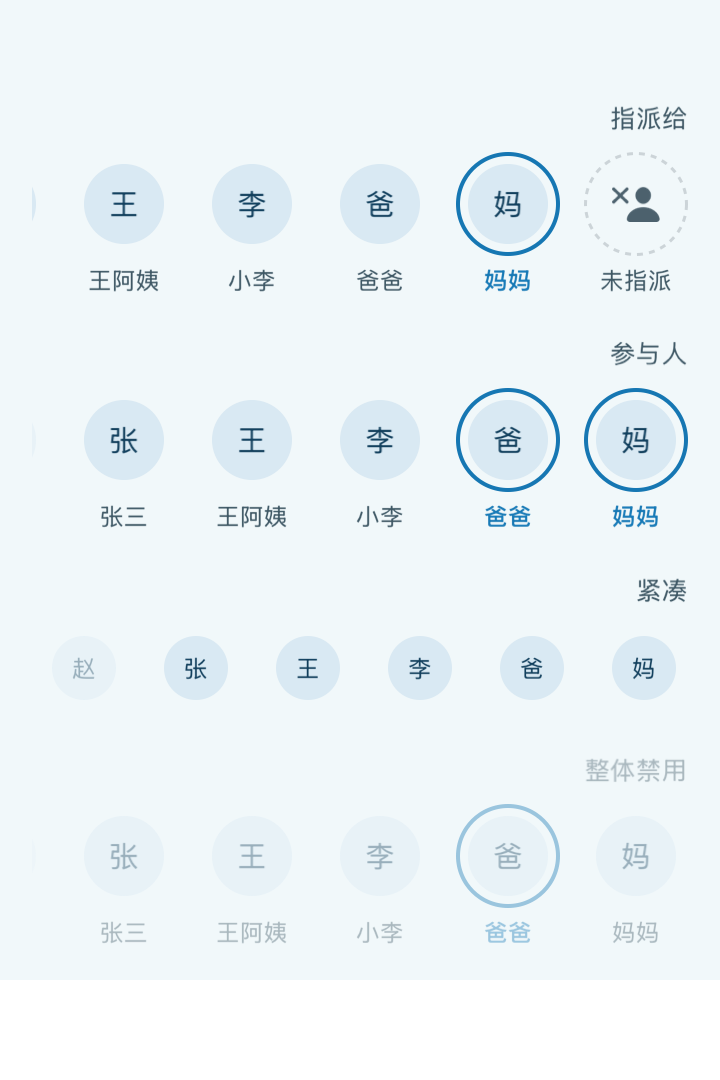 指派给
王 李 爸 妈
王阿姨 小李 爸爸 妈妈 未指派
参与人
张 王 李 爸 妈
张三 王阿姨 小李 爸爸 妈妈
紧凑
赵 张 王 李 爸 妈
整体禁用
张 王 李 爸 妈
张三 王阿姨 小李 爸爸 妈妈